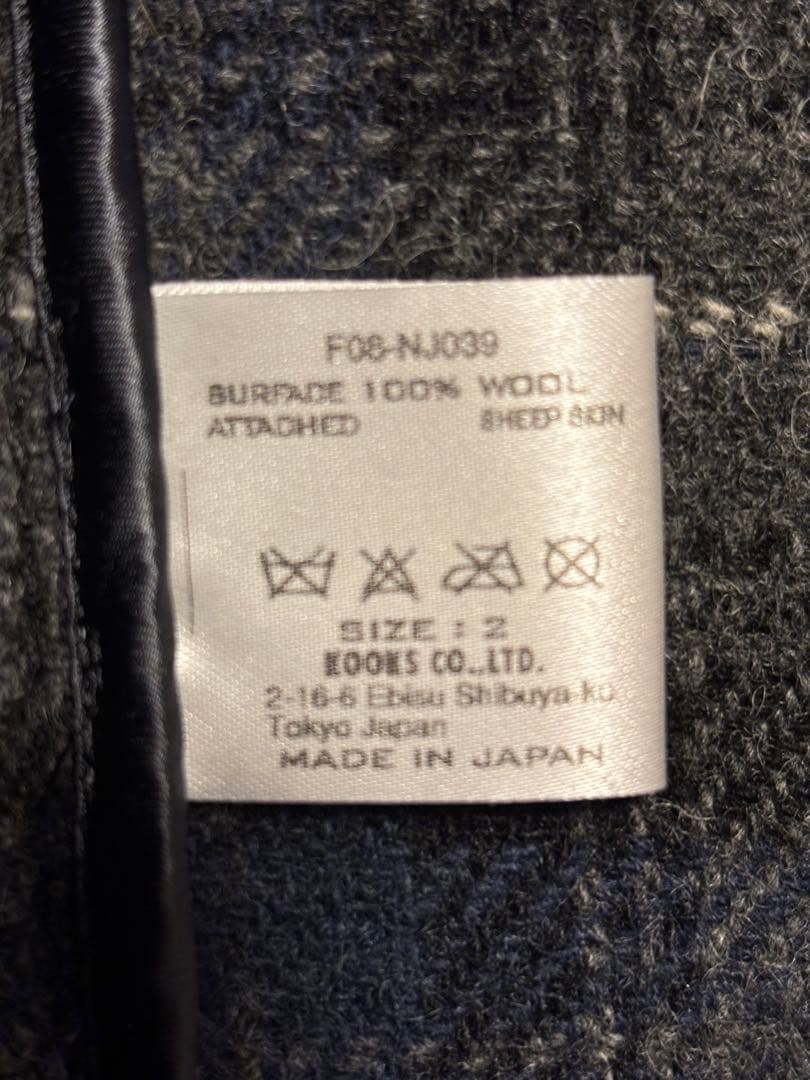 F08-NJ039
SURFACE 100% WOOL
ATTACHED SHEEP SKIN
SIZE : 2
KOOKS CO.,LTD.
2-16-6 Ebisu Shibuya-ku
Tokyo Japan
MADE IN JAPAN